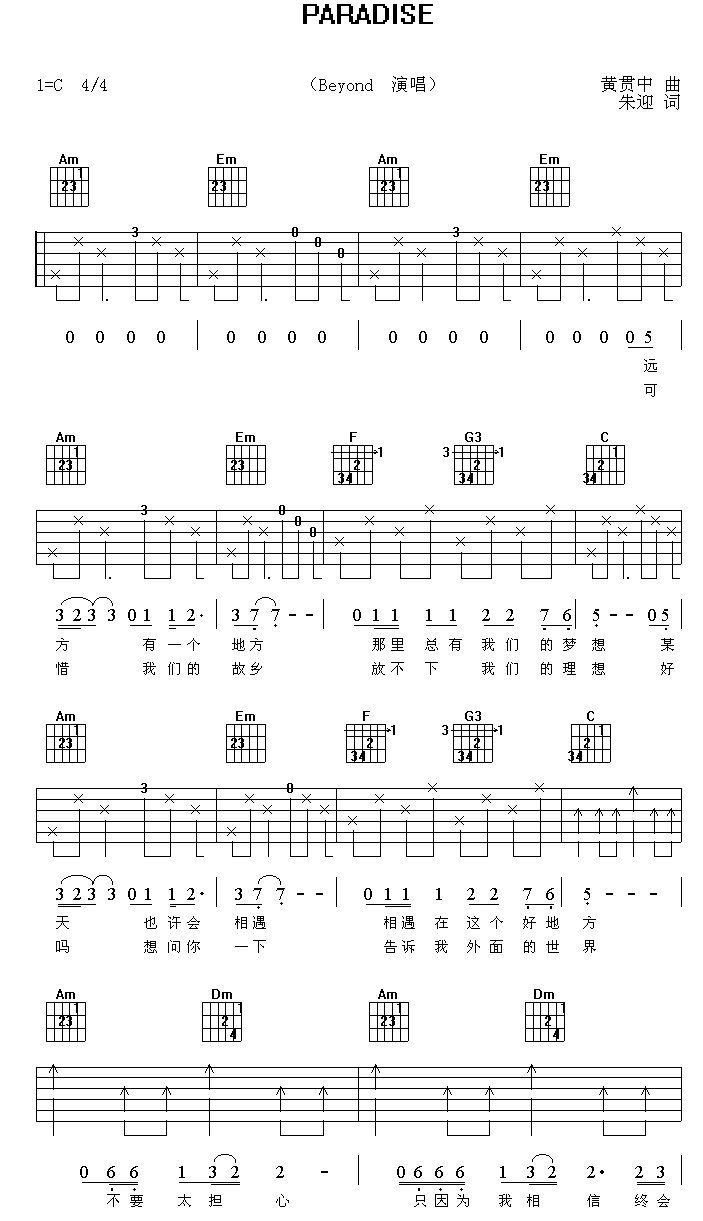 PARADISE
1=C 4/4 (Beyond 演唱) 黄贯中 曲
朱迎 词
Am Em Am Em
0 0 0 0 0 0 0 0 0 0 0 0 0 0 0 0 5
远
可
Am Em F G3 C
3 2 3 3 0 1 1 2· 3 7 7 - - 0 1 1 1 1 2 2 7 6 5 - - 0 5
方 有一个 地方 那里 总有 我们 的梦想 某
惜 我们的 故乡 放不 下 我们 的理想 好
Am Em F G3 C
3 2 3 3 0 1 1 2· 3 7 7 - - 0 1 1 1 2 2 7 6 5 - - -
天 也许会 相遇 相遇 在 这个 好地 方
吗 想问你 一下 告诉 我 外面 的世 界
Am Dm Am Dm
0 6 6 1 3 2 2 - 0 6 6 6 1 3 2 2· 2 3
不要 太担 心 只因为 我相 信 终会